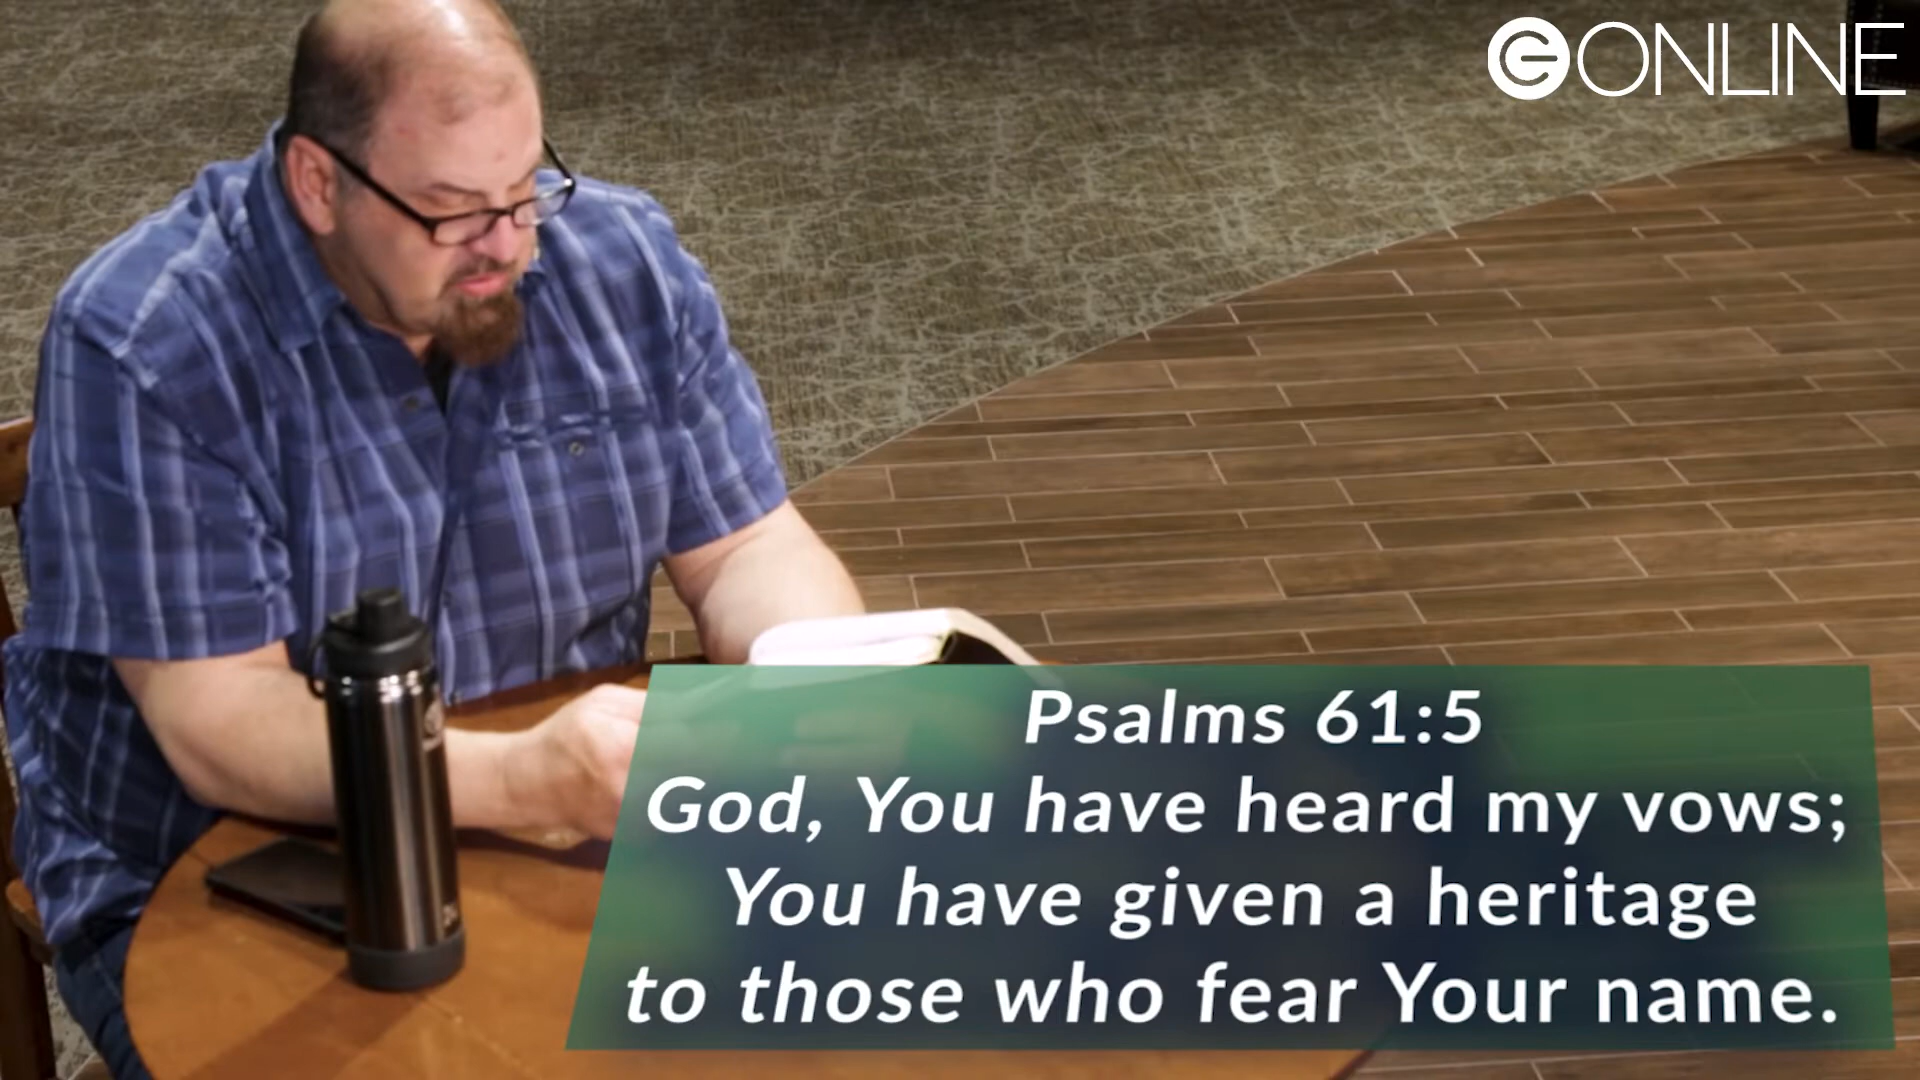 ONLINE
Psalms 61:5
God, You have heard my vows;
You have given a heritage
to those who fear Your name.
24